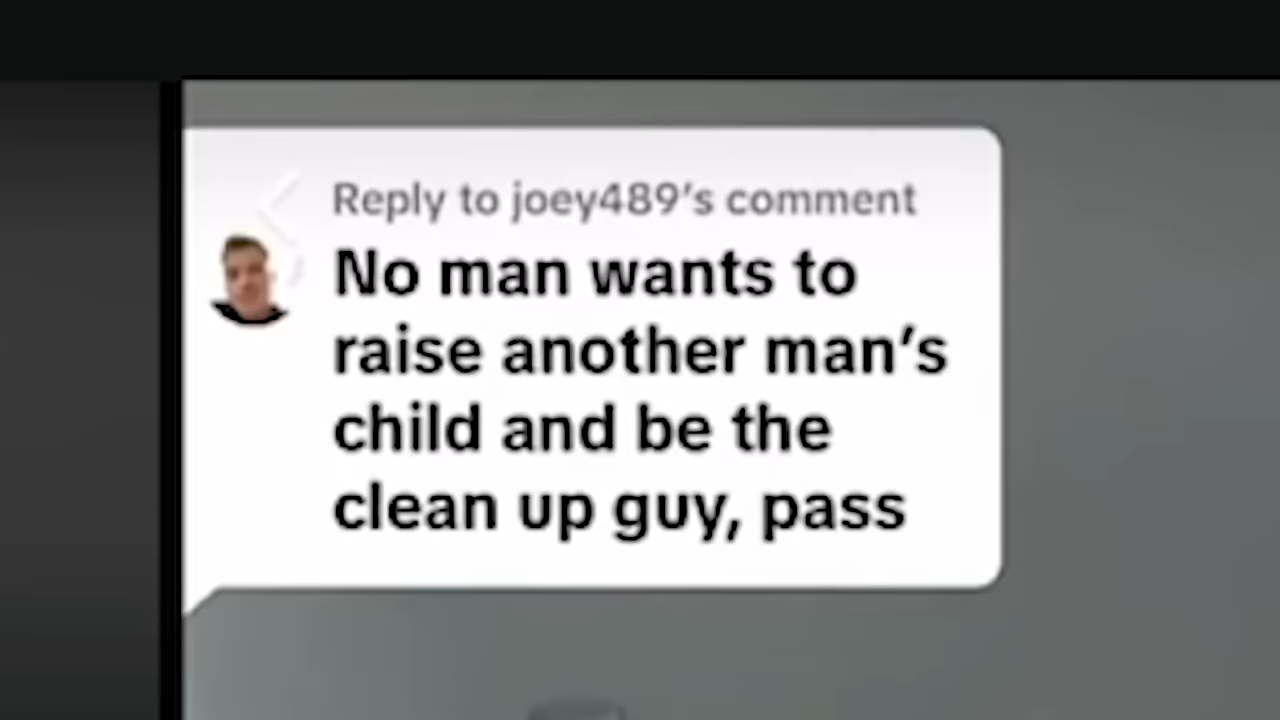 Reply to joey489's comment
No man wants to
raise another man's
child and be the
clean up guy, pass